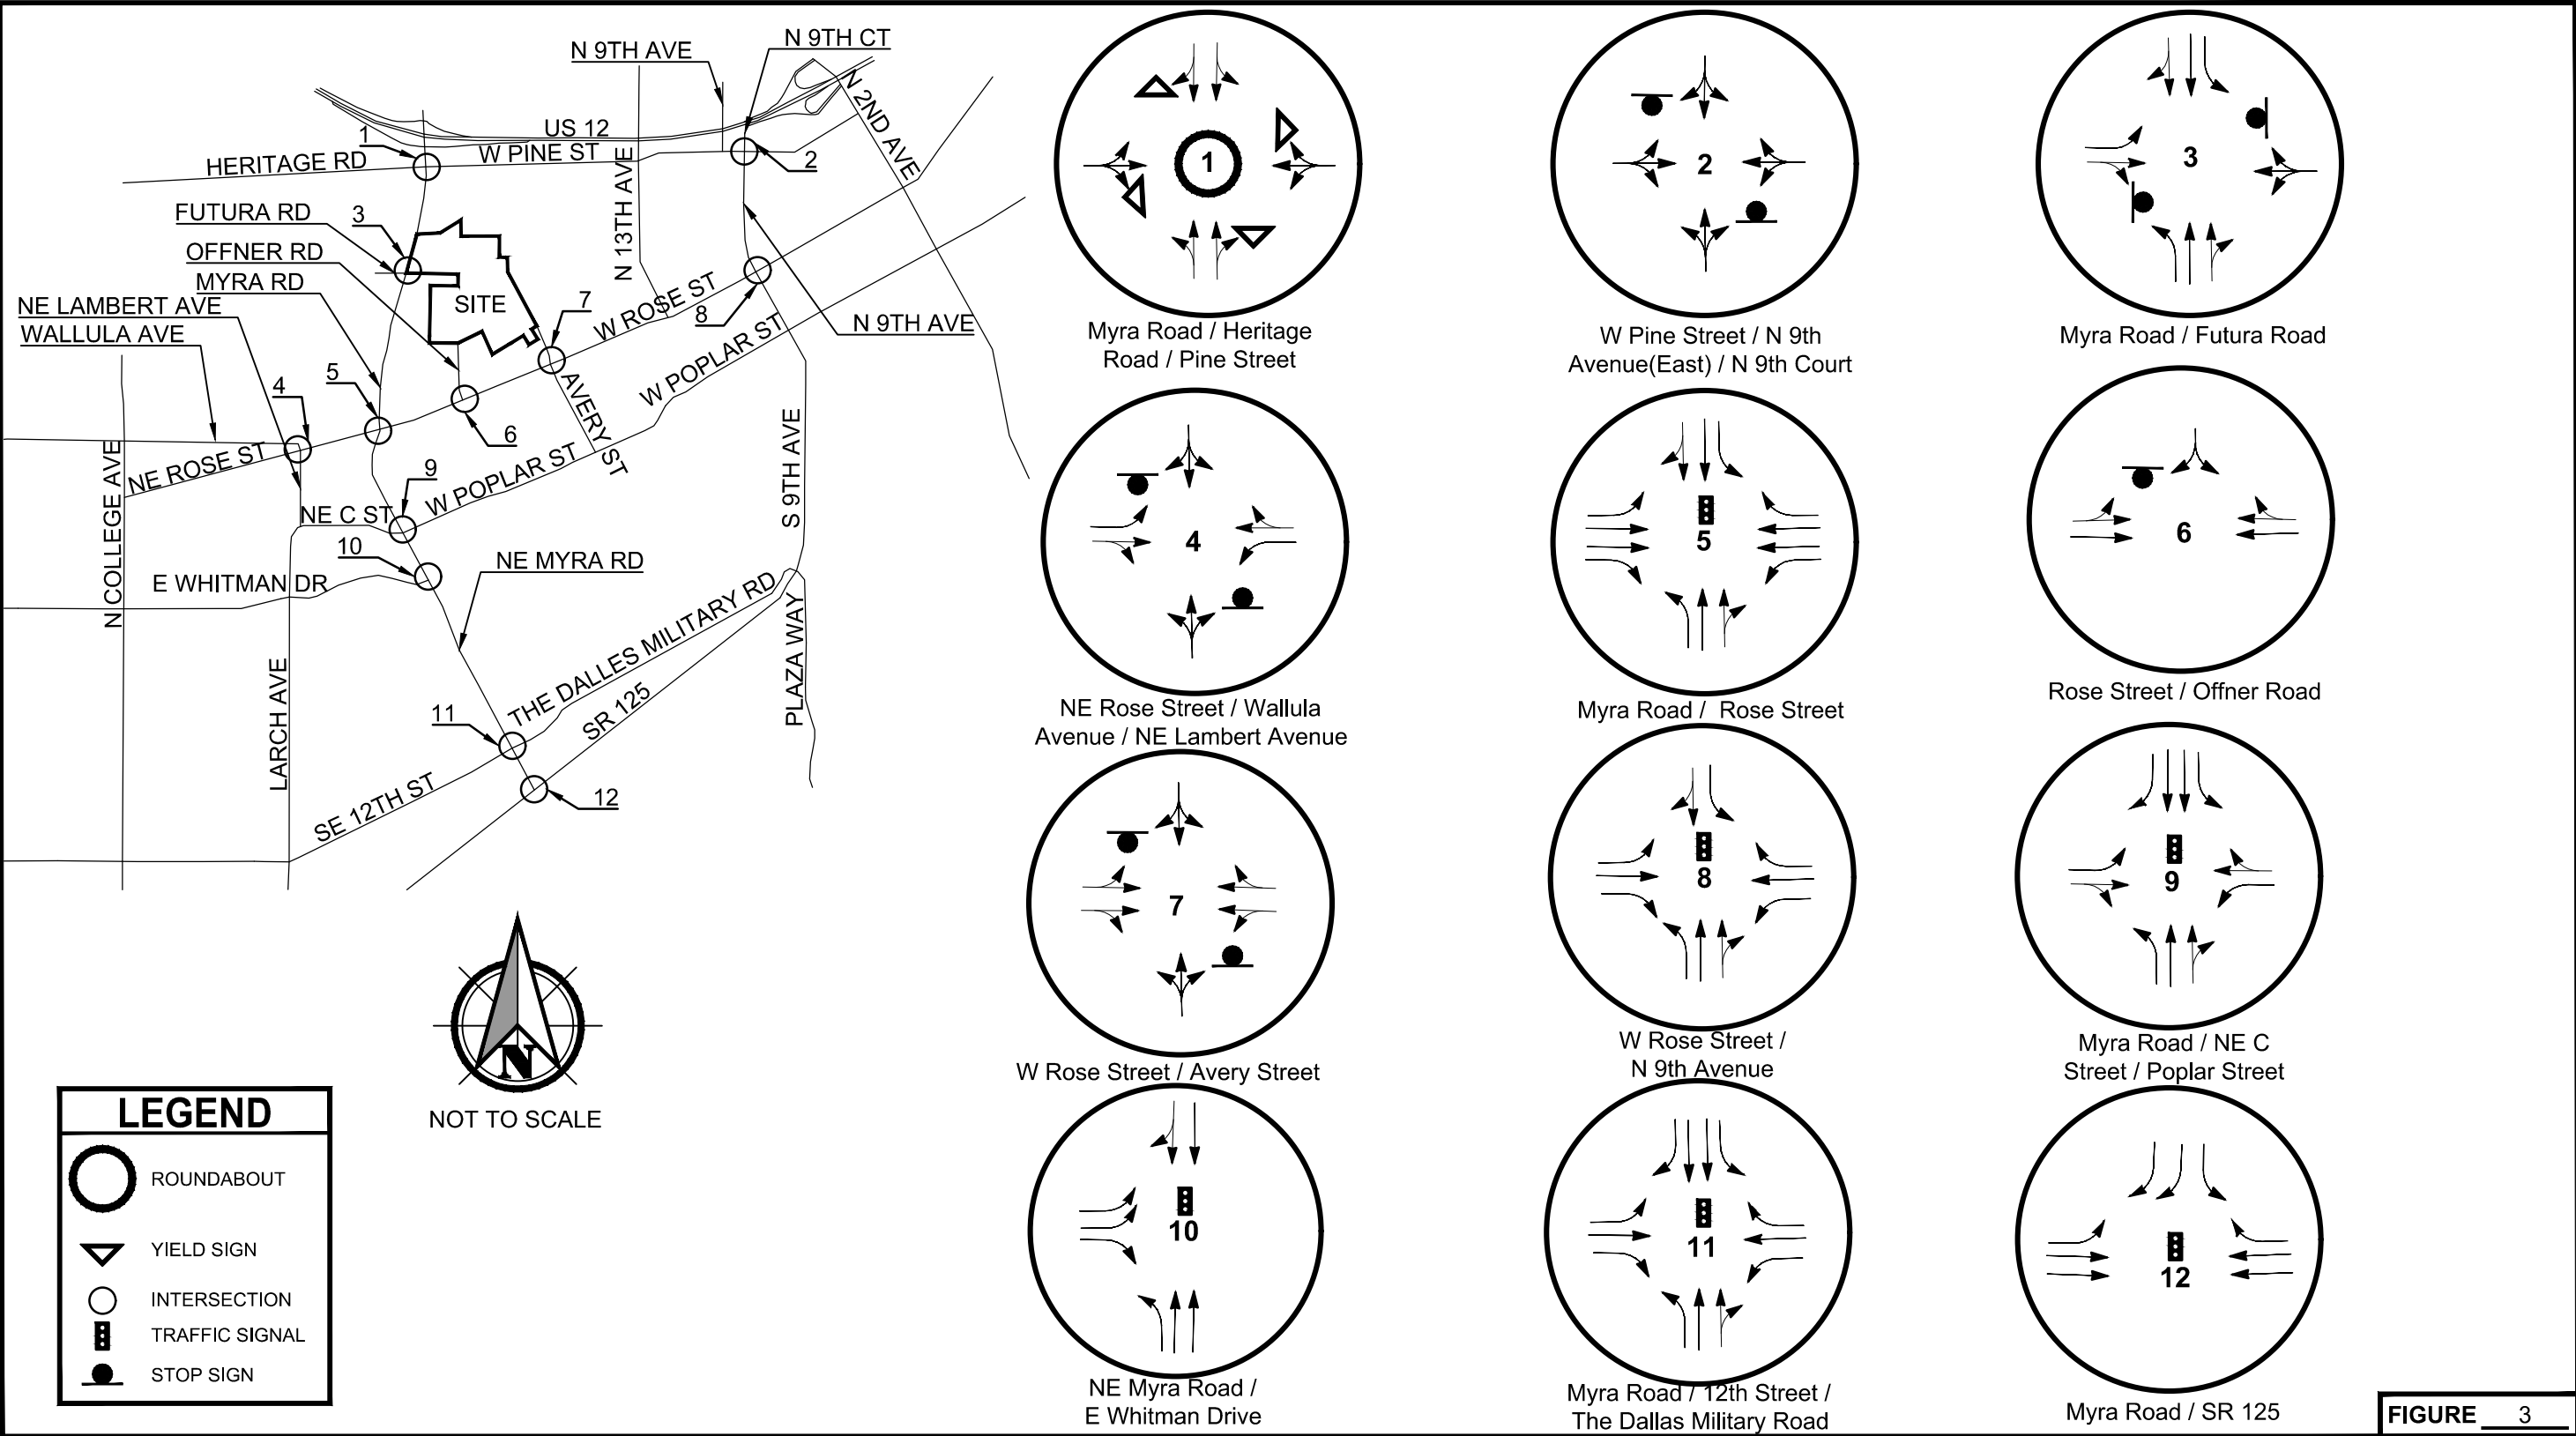 N 9TH AVE
N 9TH CT
N 2ND AVE
US 12
1
HERITAGE RD
W PINE ST
2
N 13TH AVE
FUTURA RD
3
OFFNER RD
MYRA RD
SITE
NE LAMBERT AVE
WALLULA AVE
7
W ROSE ST
8
N 9TH AVE
4
5
6
AVERY ST
W POPLAR ST
N COLLEGE AVE
NE ROSE ST
9
W POPLAR ST
S 9TH AVE
NE C ST
10
E WHITMAN DR
NE MYRA RD
THE DALLES MILITARY RD
PLAZA WAY
LARCH AVE
11
SR 125
SE 12TH ST
12
N
NOT TO SCALE
LEGEND
ROUNDABOUT
YIELD SIGN
INTERSECTION
TRAFFIC SIGNAL
STOP SIGN
1
Myra Road / Heritage
Road / Pine Street
2
W Pine Street / N 9th
Avenue(East) / N 9th Court
3
Myra Road / Futura Road
4
NE Rose Street / Wallula
Avenue / NE Lambert Avenue
5
Myra Road / Rose Street
6
Rose Street / Offner Road
7
W Rose Street / Avery Street
8
W Rose Street /
N 9th Avenue
9
Myra Road / NE C
Street / Poplar Street
10
NE Myra Road /
E Whitman Drive
11
Myra Road / 12th Street /
The Dallas Military Road
12
Myra Road / SR 125
FIGURE 3